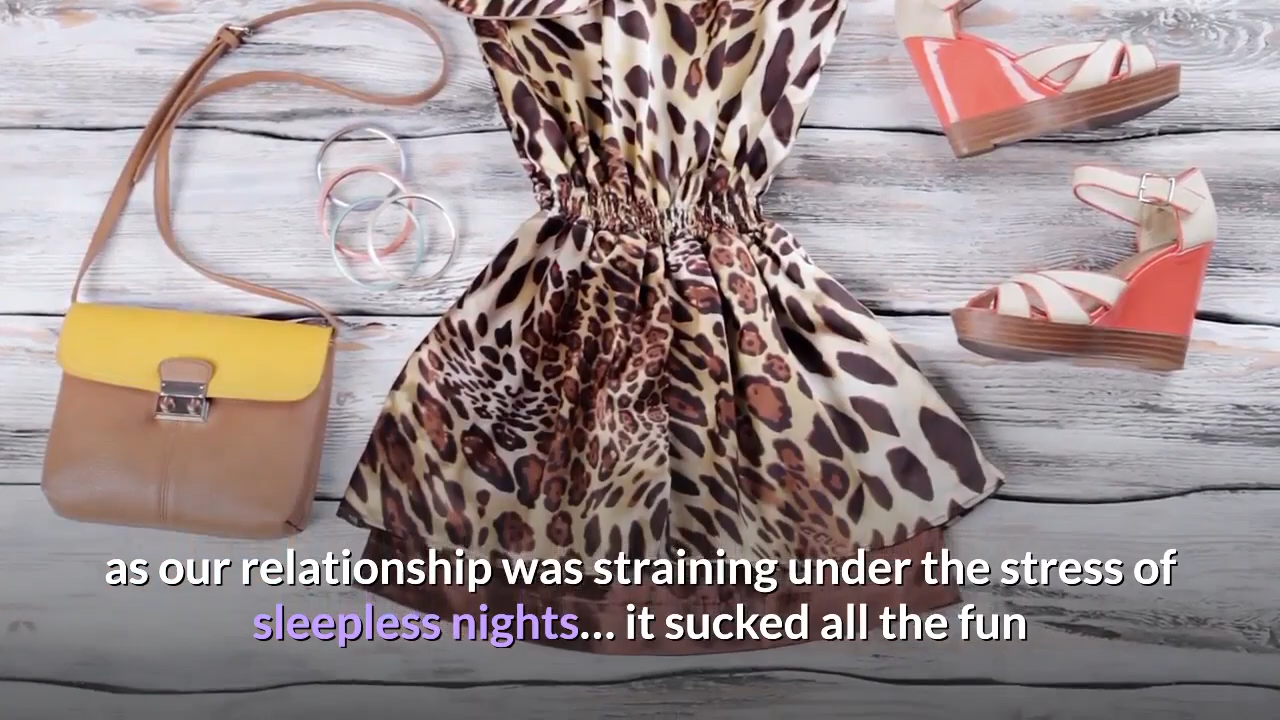 as our relationship was straining under the stress of
sleepless nights... it sucked all the fun